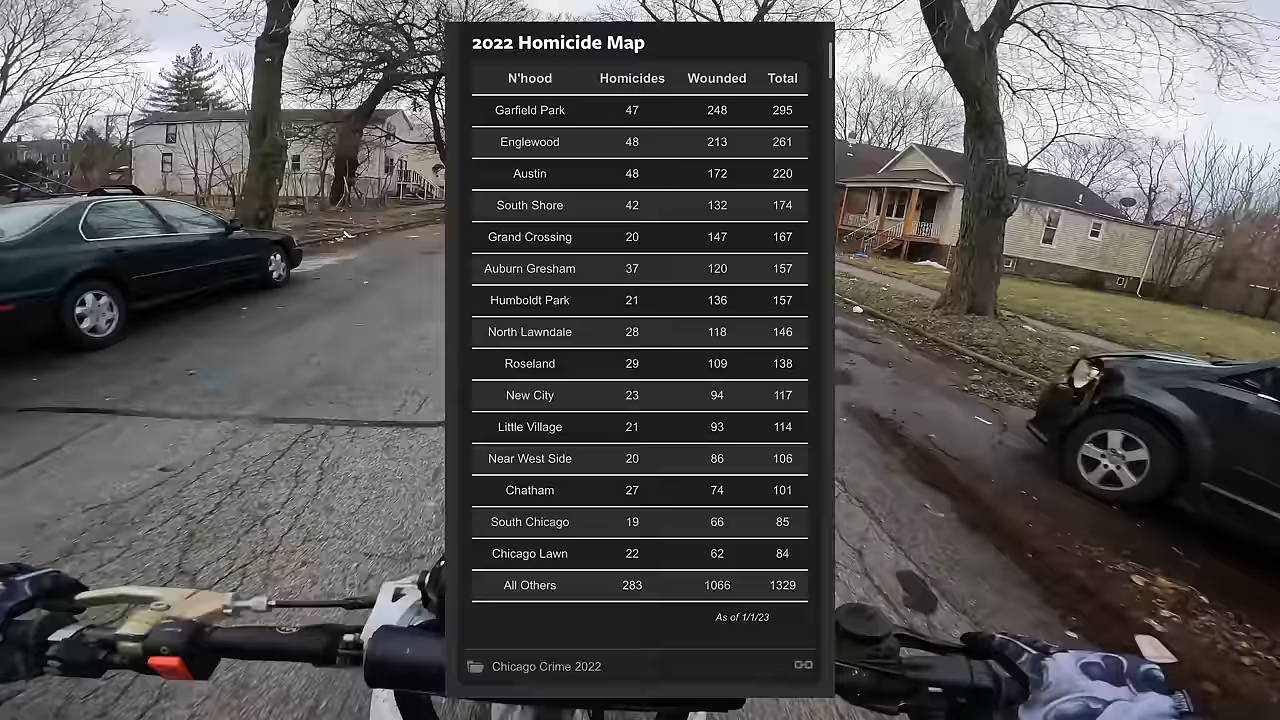 2022 Homicide Map
N'hood Homicides Wounded Total
Garfield Park 47 248 295
Englewood 48 213 261
Austin 48 172 220
South Shore 42 132 174
Grand Crossing 20 147 167
Auburn Gresham 37 120 157
Humboldt Park 21 136 157
North Lawndale 28 118 146
Roseland 29 109 138
New City 23 94 117
Little Village 21 93 114
Near West Side 20 86 106
Chatham 27 74 101
South Chicago 19 66 85
Chicago Lawn 22 62 84
All Others 283 1066 1329
As of 1/1/23
Chicago Crime 2022